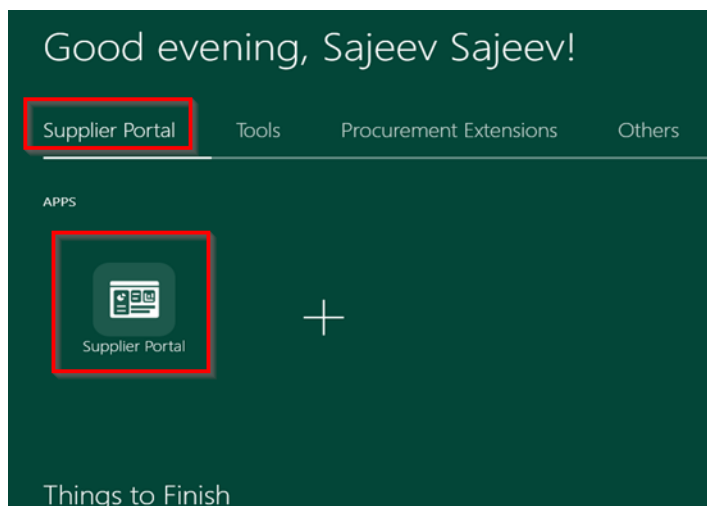 Good evening, Sajeev Sajeev!
Supplier Portal Tools Procurement Extensions Others
APPS
Supplier Portal
Things to Finish